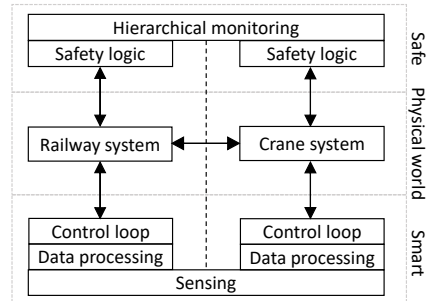 Hierarchical monitoring
Safety logic
Safety logic
Safe
Railway system
Crane system
Physical world
Control loop
Control loop
Data processing
Data processing
Sensing
Smart